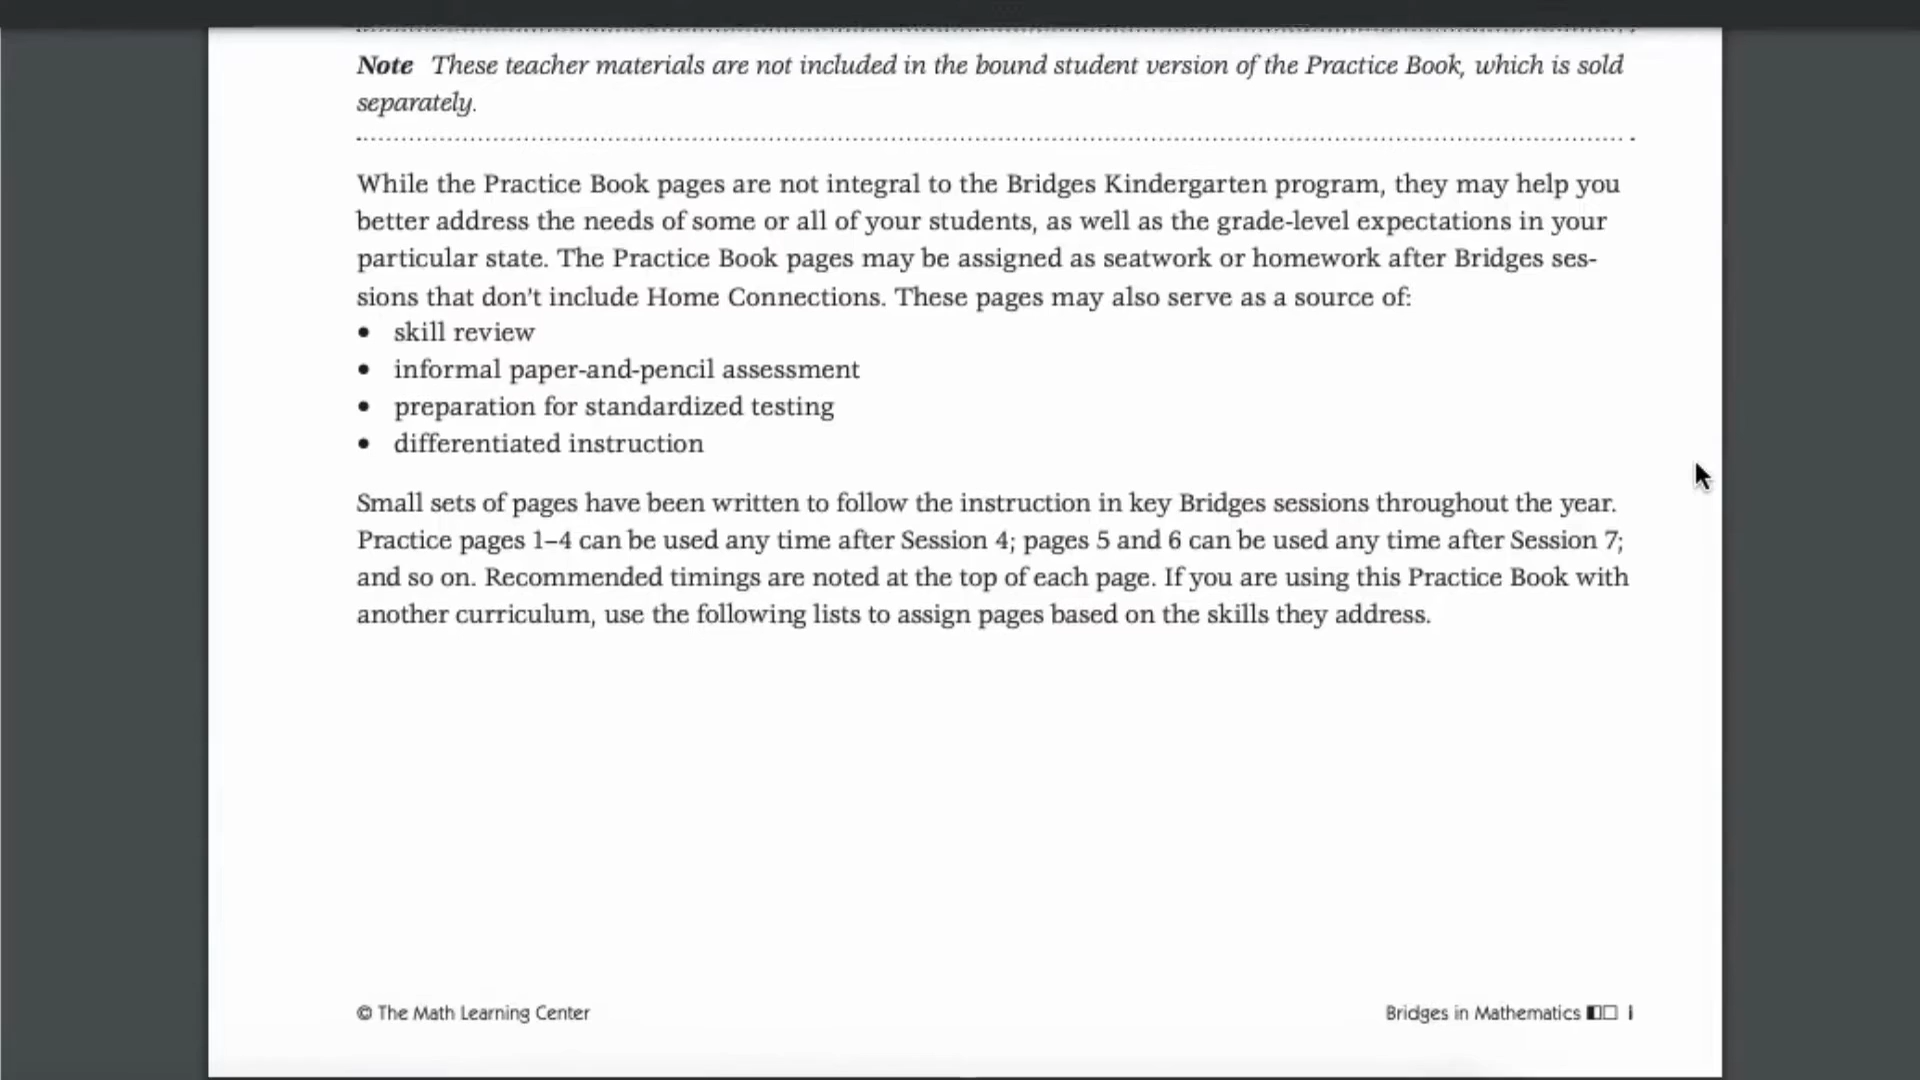 Note These teacher materials are not included in the bound student version of the Practice Book, which is sold
separately.
While the Practice Book pages are not integral to the Bridges Kindergarten program, they may help you
better address the needs of some or all of your students, as well as the grade-level expectations in your
particular state. The Practice Book pages may be assigned as seatwork or homework after Bridges ses-
sions that don't include Home Connections. These pages may also serve as a source of:
• skill review
• informal paper-and-pencil assessment
• preparation for standardized testing
• differentiated instruction
Small sets of pages have been written to follow the instruction in key Bridges sessions throughout the year.
Practice pages 1–4 can be used any time after Session 4; pages 5 and 6 can be used any time after Session 7;
and so on. Recommended timings are noted at the top of each page. If you are using this Practice Book with
another curriculum, use the following lists to assign pages based on the skills they address.
© The Math Learning Center
Bridges in Mathematics i